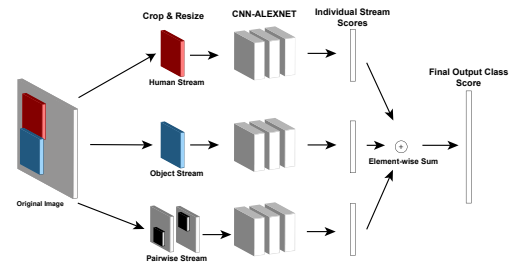 Crop & Resize
CNN-ALEXNET
Individual Stream
Scores
Human Stream
Final Output Class
Score
Object Stream
Element-wise Sum
Original Image
Pairwise Stream